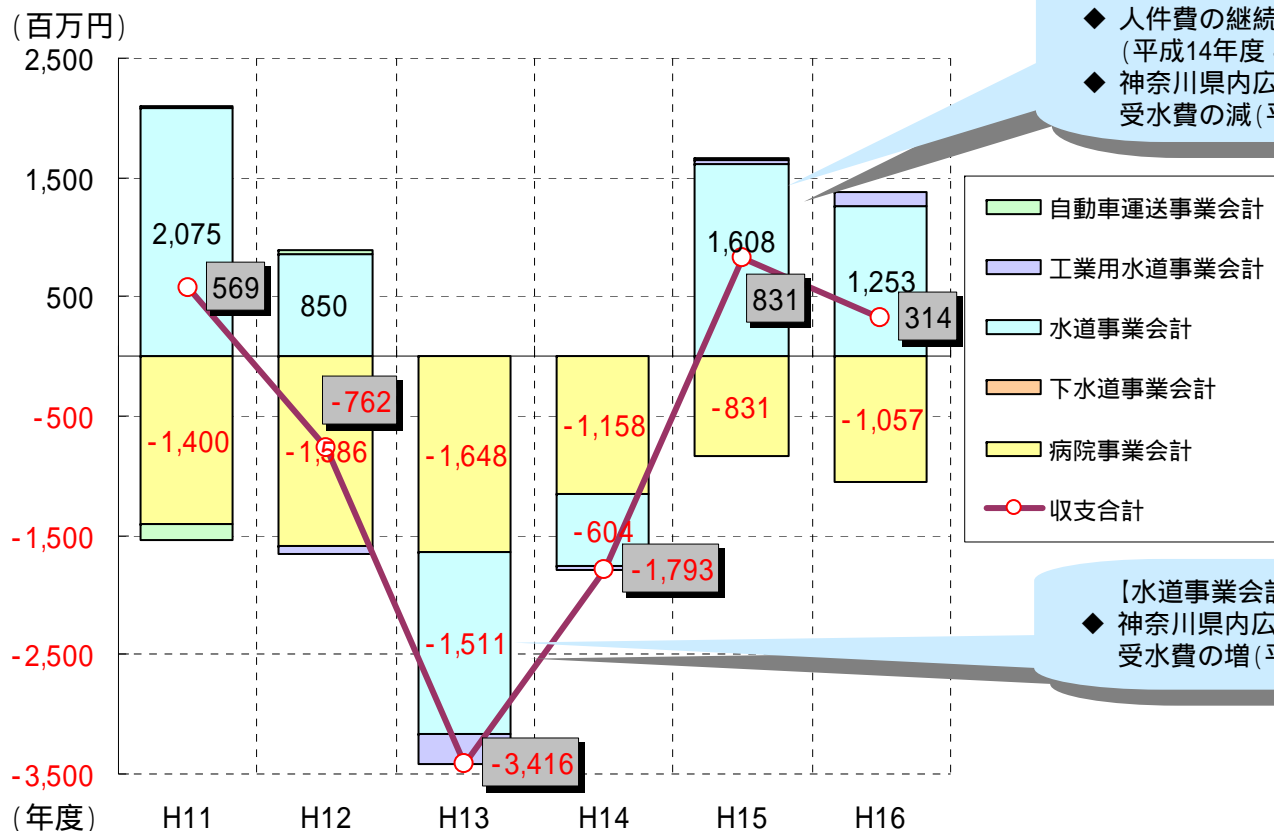 (百万円)
2,500
1,500
500
-500
-1,500
-2,500
-3,500
(年度)
H11
H12
H13
H14
H15
H16
2,075
569
-1,400
850
-762
-1,586
-1,648
-1,511
-3,416
-1,158
-604
-1,793
1,608
831
-831
1,253
314
-1,057
◆ 人件費の継続
(平成14年度
◆ 神奈川県内広
受水費の減(平
自動車運送事業会計
工業用水道事業会計
水道事業会計
下水道事業会計
病院事業会計
収支合計
【水道事業会計
◆ 神奈川県内広
受水費の増(平